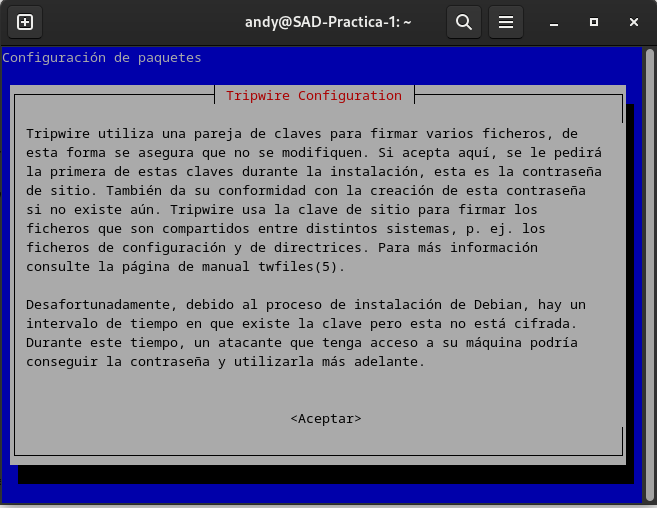 andy@SAD-Practica-1: ~
Configuración de paquetes
Tripwire Configuration
Tripwire utiliza una pareja de claves para firmar varios ficheros, de
esta forma se asegura que no se modifiquen. Si acepta aquí, se le pedirá
la primera de estas claves durante la instalación, esta es la contraseña
de sitio. También da su conformidad con la creación de esta contraseña
si no existe aún. Tripwire usa la clave de sitio para firmar los
ficheros que son compartidos entre distintos sistemas, p. ej. los
ficheros de configuración y de directrices. Para más información
consulte la página de manual twfiles(5).
Desafortunadamente, debido al proceso de instalación de Debian, hay un
intervalo de tiempo en que existe la clave pero esta no está cifrada.
Durante este tiempo, un atacante que tenga acceso a su máquina podría
conseguir la contraseña y utilizarla más adelante.
<Aceptar>